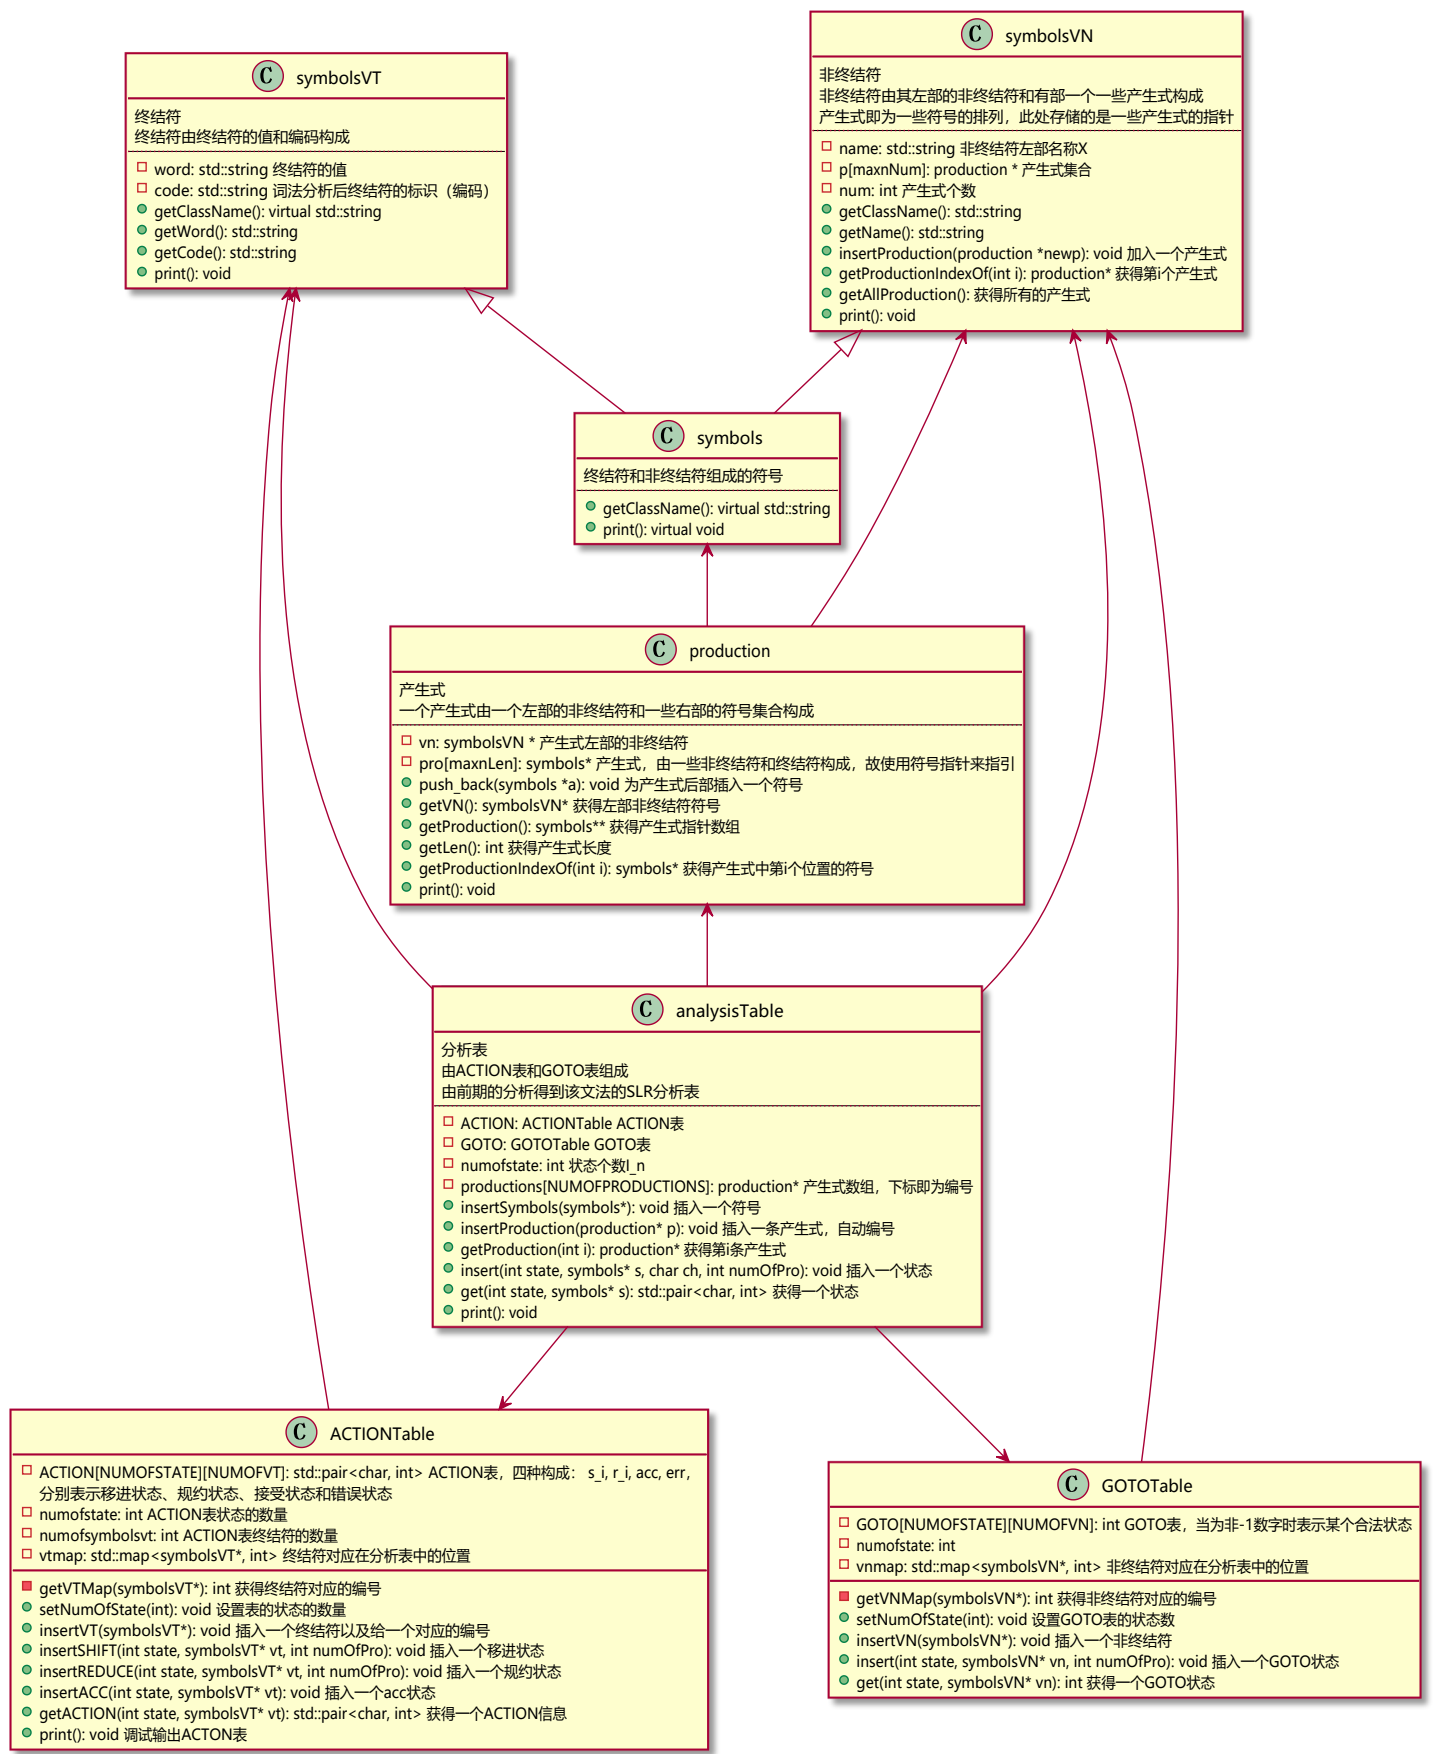 C symbolsVT
终结符
终结符由终结符的值和编码构成
word: std::string 终结符的值
code: std::string 词法分析后终结符的标识（编码）
getClassName(): virtual std::string
getWord(): std::string
getCode(): std::string
print(): void
C symbolsVN
非终结符
非终结符由其左部的非终结符和有部一个一些产生式构成
产生式即为一些符号的排列，此处存储的是一些产生式的指针
name: std::string 非终结符左部名称X
p[maxnNum]: production * 产生式集合
num: int 产生式个数
getClassName(): std::string
getName(): std::string
insertProduction(production *newp): void 加入一个产生式
getProductionIndexOf(int i): production* 获得第i个产生式
getAllProduction(): 获得所有的产生式
print(): void
C symbols
终结符和非终结符组成的符号
getClassName(): virtual std::string
print(): virtual void
C production
产生式
一个产生式由一个左部的非终结符和一些右部的符号集合构成
vn: symbolsVN * 产生式左部的非终结符
pro[maxnLen]: symbols* 产生式，由一些非终结符和终结符构成，故使用符号指针来指引
push_back(symbols *a): void 为产生式后部插入一个符号
getVN(): symbolsVN* 获得左部非终结符符号
getProduction(): symbols** 获得产生式指针数组
getLen(): int 获得产生式长度
getProductionIndexOf(int i): symbols* 获得产生式中第i个位置的符号
print(): void
C analysisTable
分析表
由ACTION表和GOTO表组成
由前期的分析得到该文法的SLR分析表
ACTION: ACTIONTable ACTION表
GOTO: GOTOTable GOTO表
numofstate: int 状态个数I_n
productions[NUMOFPRODUCTIONS]: production* 产生式数组，下标即为编号
insertSymbols(symbols*): void 插入一个符号
insertProduction(production* p): void 插入一条产生式，自动编号
getProduction(int i): production* 获得第i条产生式
insert(int state, symbols* s, char ch, int numOfPro): void 插入一个状态
get(int state, symbols* s): std::pair<char, int> 获得一个状态
print(): void
C ACTIONTable
ACTION[NUMOFSTATE][NUMOFVT]: std::pair<char, int> ACTION表，四种构成： s_i, r_i, acc, err,
分别表示移进状态、规约状态、接受状态和错误状态
numofstate: int ACTION表状态的数量
numofsymbolsvt: int ACTION表终结符的数量
vtmap: std::map<symbolsVT*, int> 终结符对应在分析表中的位置
getVTMap(symbolsVT*): int 获得终结符对应的编号
setNumOfState(int): void 设置表的状态的数量
insertVT(symbolsVT*): void 插入一个终结符以及给一个对应的编号
insertSHIFT(int state, symbolsVT* vt, int numOfPro): void 插入一个移进状态
insertREDUCE(int state, symbolsVT* vt, int numOfPro): void 插入一个规约状态
insertACC(int state, symbolsVT* vt): void 插入一个acc状态
getACTION(int state, symbolsVT* vt): std::pair<char, int> 获得一个ACTION信息
print(): void 调试输出ACTON表
C GOTOTable
GOTO[NUMOFSTATE][NUMOFVN]: int GOTO表，当为非-1数字时表示某个合法状态
numofstate: int
vnmap: std::map<symbolsVN*, int> 非终结符对应在分析表中的位置
getVNMap(symbolsVN*): int 获得非终结符对应的编号
setNumOfState(int): void 设置GOTO表的状态数
insertVN(symbolsVN*): void 插入一个非终结符
insert(int state, symbolsVN* vn, int numOfPro): void 插入一个GOTO状态
get(int state, symbolsVN* vn): int 获得一个GOTO状态